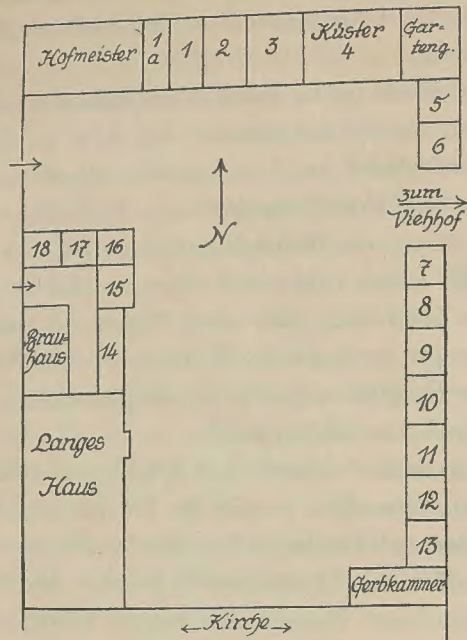 Hofmeister
1
a
1
2
3
Küster
4
Gar-
teng.
5
6
N
zum
Viehhof
18
17
16
15
14
Brau-
haus
Langes
Haus
7
8
9
10
11
12
13
Gerbkammer
Kirche